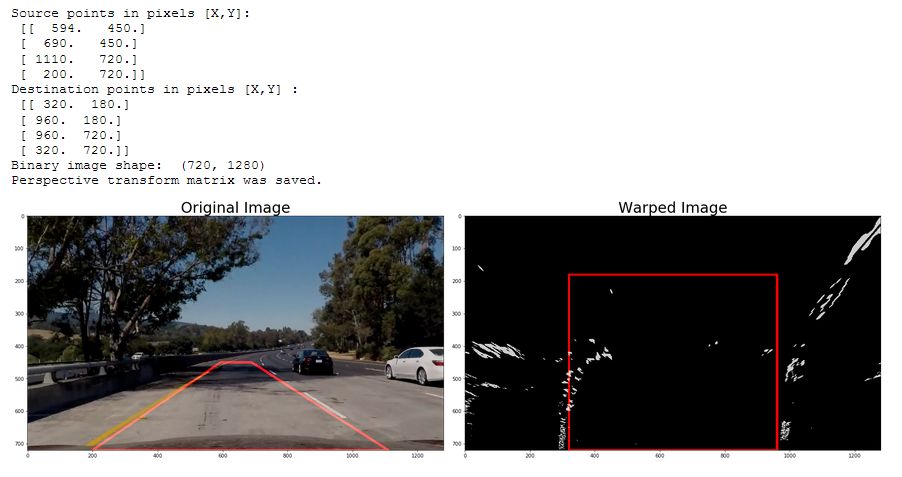 Source points in pixels [X,Y]:
[[  594.   450.]
[  690.   450.]
[ 1110.   720.]
[  200.   720.]]
Destination points in pixels [X,Y] :
[[ 320.  180.]
[ 960.  180.]
[ 960.  720.]
[ 320.  720.]]
Binary image shape:  (720, 1280)
Perspective transform matrix was saved.
Original Image
0
100
200
300
400
500
600
700
0 200 400 600 800 1000 1200
Warped Image
0
100
200
300
400
500
600
700
0 200 400 600 800 1000 1200